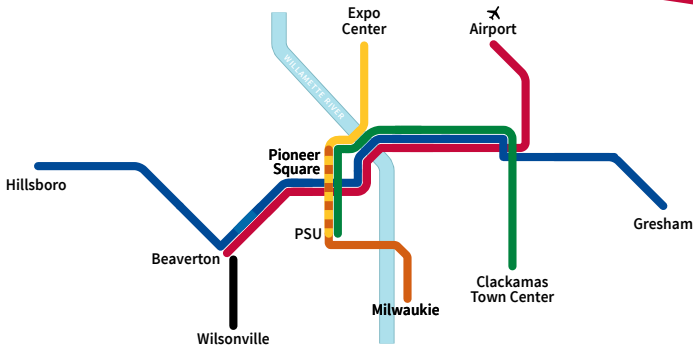 Expo
Center
Airport
WILLAMETTE RIVER
Pioneer
Square
Hillsboro
Gresham
PSU
Beaverton
Clackamas
Town Center
Milwaukie
Wilsonville